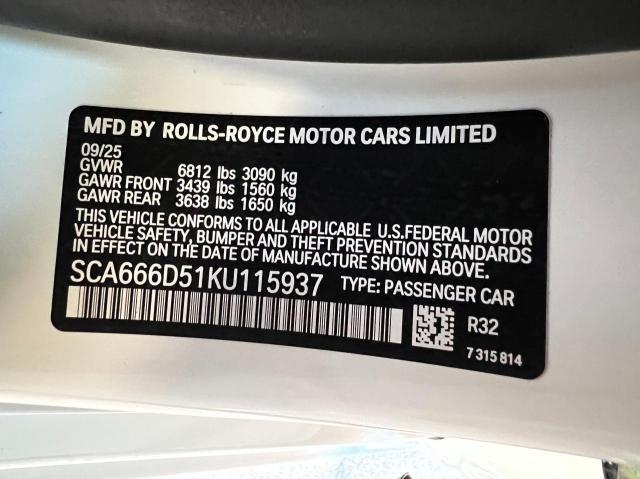 MFD BY ROLLS-ROYCE MOTOR CARS LIMITED
09/25
GVWR 6812 lbs 3090 kg
GAWR FRONT 3439 lbs 1560 kg
GAWR REAR 3638 lbs 1650 kg
THIS VEHICLE CONFORMS TO ALL APPLICABLE U.S.FEDERAL MOTOR
VEHICLE SAFETY, BUMPER AND THEFT PREVENTION STANDARDS
IN EFFECT ON THE DATE OF MANUFACTURE SHOWN ABOVE.
SCA666D51KU115937 TYPE: PASSENGER CAR
R32
7 315 814